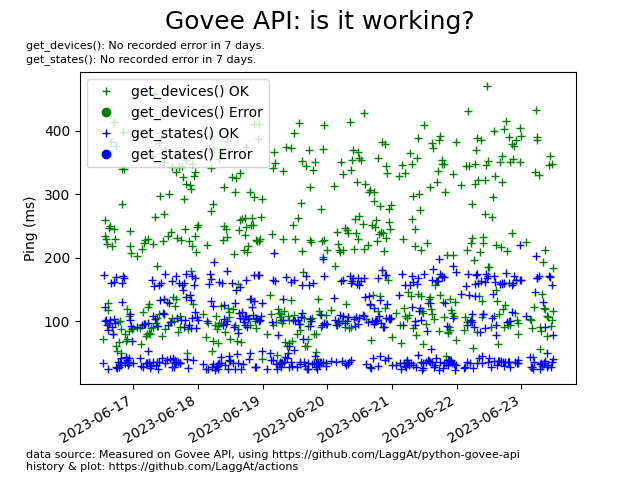 Govee API: is it working?
get_devices(): No recorded error in 7 days.
get_states(): No recorded error in 7 days.
get_devices() OK
get_devices() Error
get_states() OK
get_states() Error
Ping (ms)
400
300
200
100
2023-06-17
2023-06-18
2023-06-19
2023-06-20
2023-06-21
2023-06-22
2023-06-23
data source: Measured on Govee API, using https://github.com/LaggAt/python-govee-api
history & plot: https://github.com/LaggAt/actions